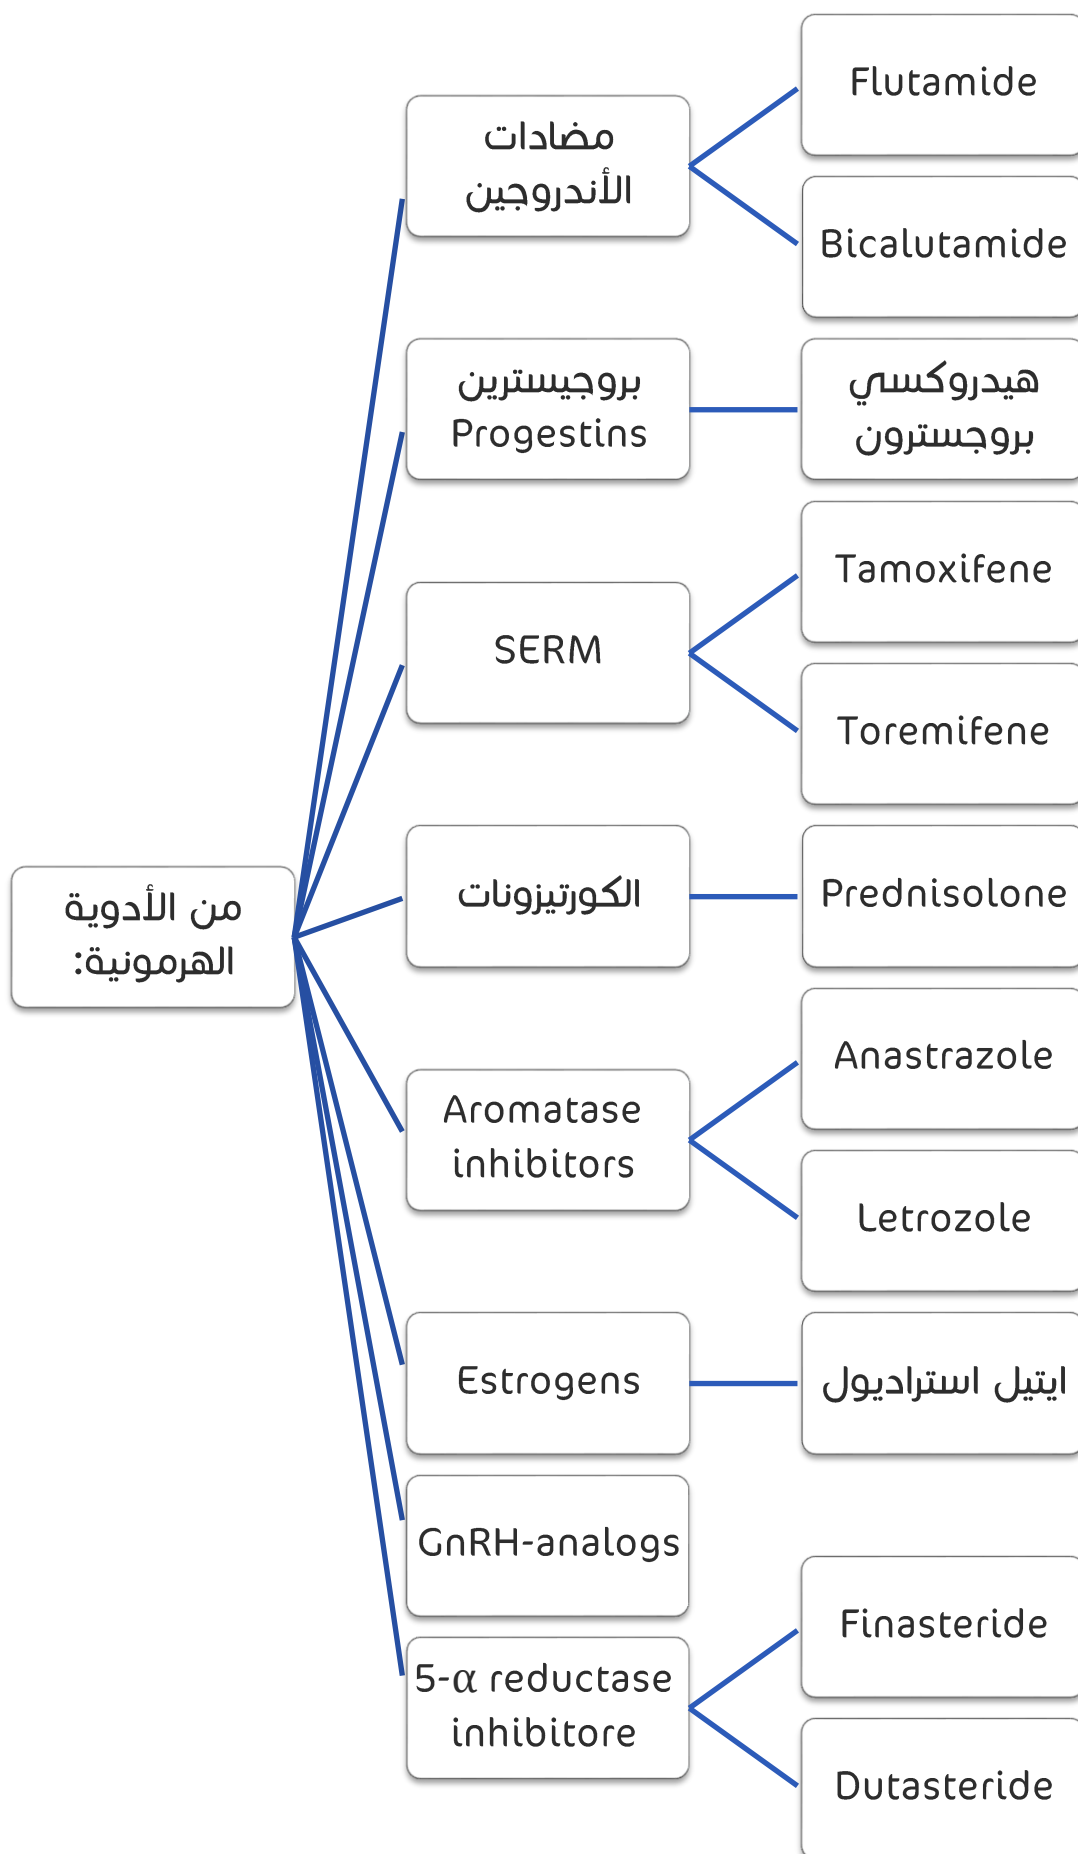 من الأدوية
الهرمونية:
مضادات
الأندروجين
Flutamide
Bicalutamide
بروجيسترين
Progestins
هيدروكسي
بروجسترون
SERM
Tamoxifene
Toremifene
الكورتيزونات
Prednisolone
Aromatase
inhibitors
Anastrazole
Letrozole
Estrogens
ايتيل استراديول
GnRH-analogs
5-α reductase
inhibitore
Finasteride
Dutasteride